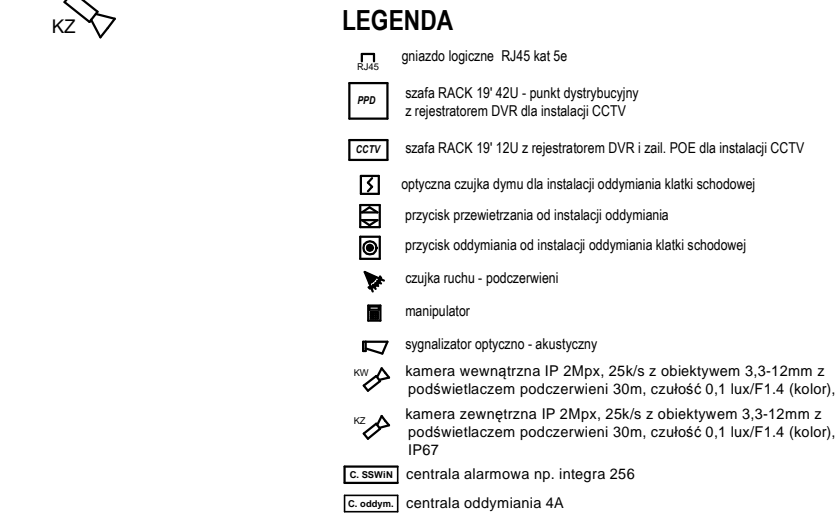 KZ
LEGENDA
RJ45 gniazdo logiczne RJ45 kat 5e
PPD szafa RACK 19' 42U - punkt dystrybucyjny
z rejestratorem DVR dla instalacji CCTV
CCTV szafa RACK 19' 12U z rejestratorem DVR i zail. POE dla instalacji CCTV
optyczna czujka dymu dla instalacji oddymiania klatki schodowej
przycisk przewietrzania od instalacji oddymiania
przycisk oddymiania od instalacji oddymiania klatki schodowej
czujka ruchu - podczerwieni
manipulator
sygnalizator optyczno - akustyczny
KW kamera wewnątrzna IP 2Mpx, 25k/s z obiektywem 3,3-12mm z
podświetlaczem podczerwieni 30m, czułość 0,1 lux/F1.4 (kolor),
KZ kamera zewnętrzna IP 2Mpx, 25k/s z obiektywem 3,3-12mm z
podświetlaczem podczerwieni 30m, czułość 0,1 lux/F1.4 (kolor),
IP67
C. SSWiN centrala alarmowa np. integra 256
C. oddym. centrala oddymiania 4A